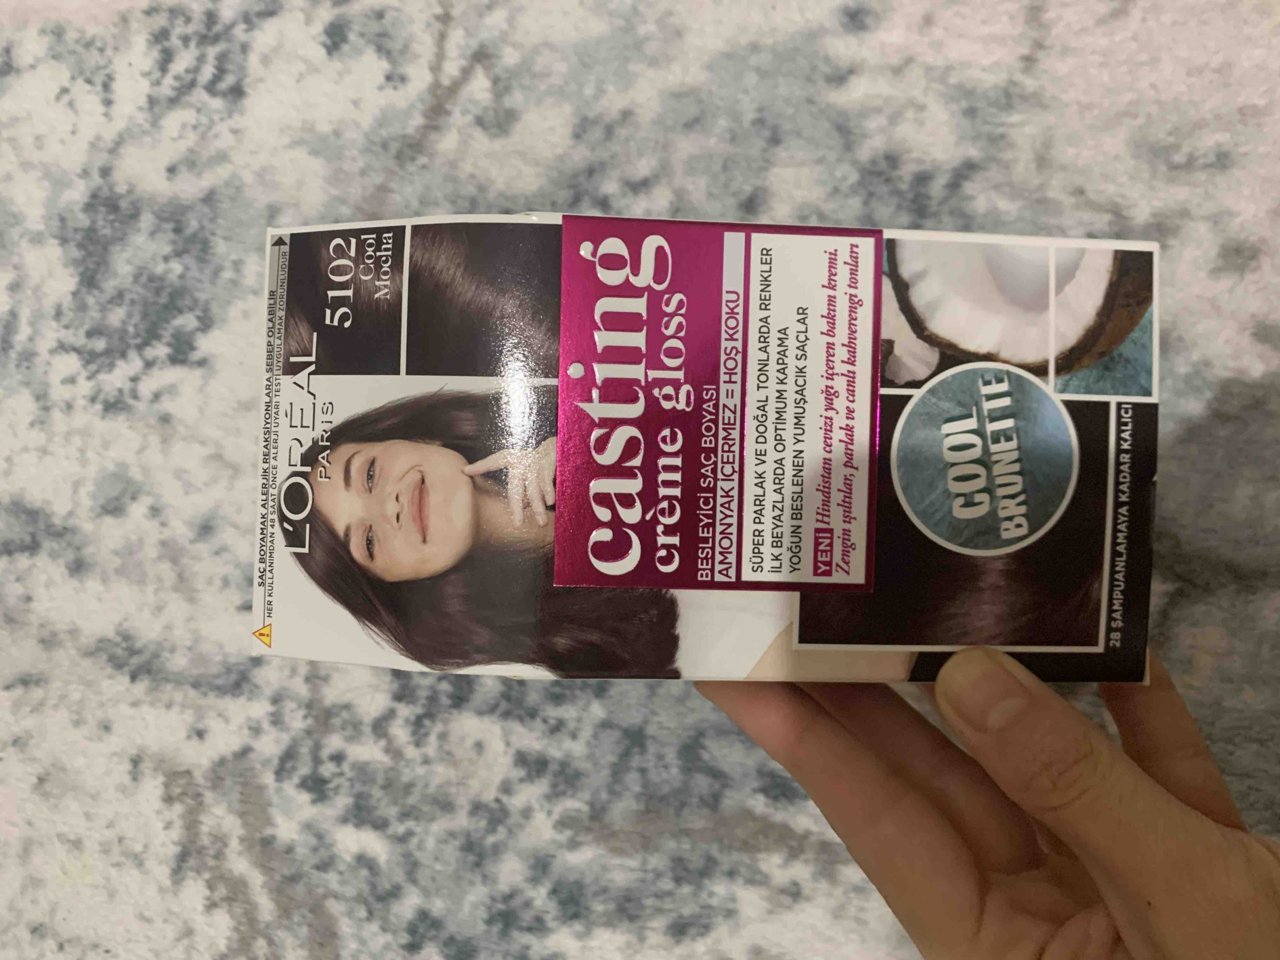 SAÇ BOYAMAK ALERJİK REAKSİYONLARA SEBEP OLABİLİR
HER KULLANIMDAN 48 SAAT ÖNCE ALERJİ UYARI TESTİ UYGULAMAK ZORUNLUDUR
L'ORÉAL
PARIS
5102
Cool
Mocha
casting
crème gloss
BESLEYİCİ SAÇ BOYASI
AMONYAK İÇERMEZ = HOŞ KOKU
SÜPER PARLAK VE DOĞAL TONLARDA RENKLER
İLK BEYAZLARDA OPTİMUM KAPAMA
YOĞUN BESLENEN YUMUŞACIK SAÇLAR
YENİ Hindistan cevizi yağı içeren bakım kremi.
Zengin ışıltılar, parlak ve canlı kahverengi tonları
COOL
BRUNETTE
28 ŞAMPUANLAMAYA KADAR KALICI